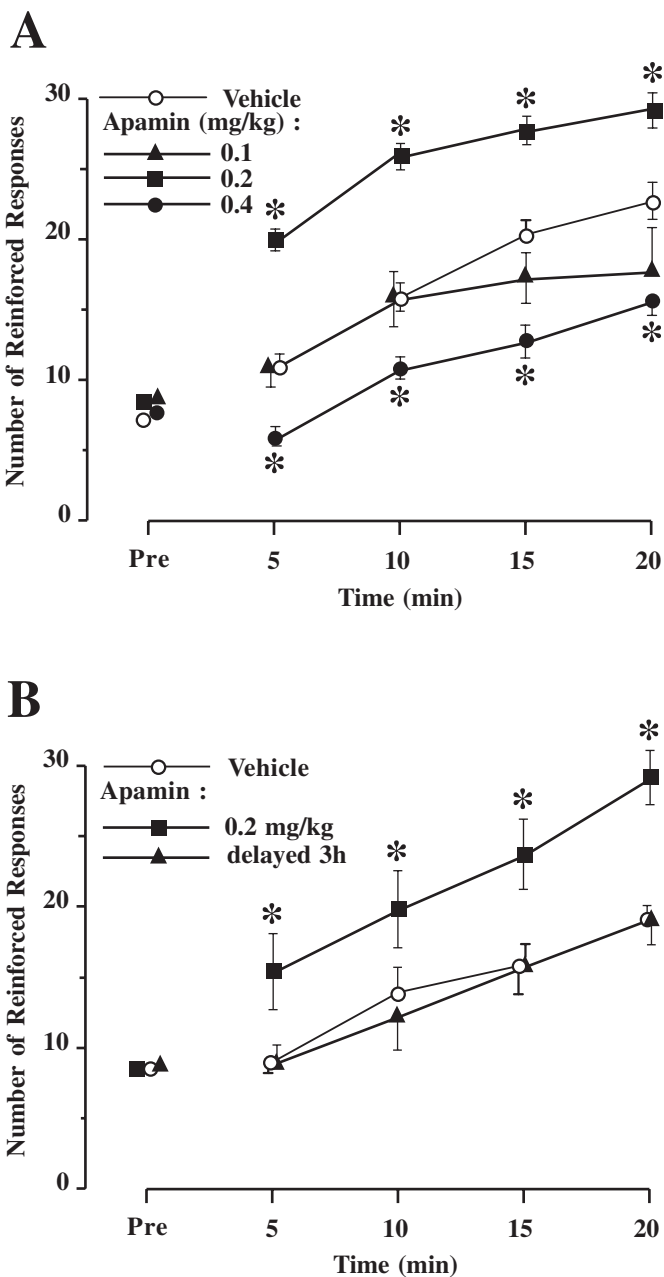 A
Number of Reinforced Responses
30
20
10
0
Vehicle
Apamin (mg/kg) :
0.1
0.2
0.4
*
*
*
*
*
*
*
*
Pre
5
10
15
20
Time (min)
B
Number of Reinforced Responses
30
20
10
0
Vehicle
Apamin :
0.2 mg/kg
delayed 3h
*
*
*
*
Pre
5
10
15
20
Time (min)